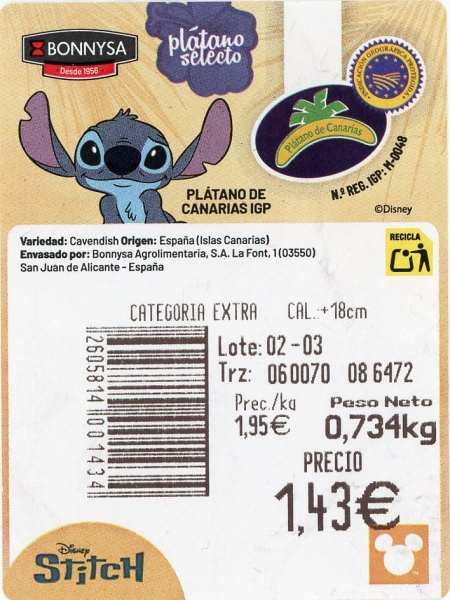 BONNYSA
Desde 1956
plátano
selecto
INDICACIÓN GEOGRÁFICA PROTEGIDA
Plátano de Canarias
N.º REG. IGP: M-0048
PLÁTANO DE
CANARIAS IGP
©Disney
Variedad: Cavendish Origen: España (Islas Canarias)
Envasado por: Bonnysa Agrolimentaria, S.A. La Font, 1 (03550)
San Juan de Alicante - España
RECICLA
CATEGORIA EXTRA CAL.:+18cm
2605814001434
Lote: 02-03
Trz: 060070 086472
Prec./kg Peso Neto
1,95€ 0,734kg
PRECIO
1,43€
Disney
STITCH